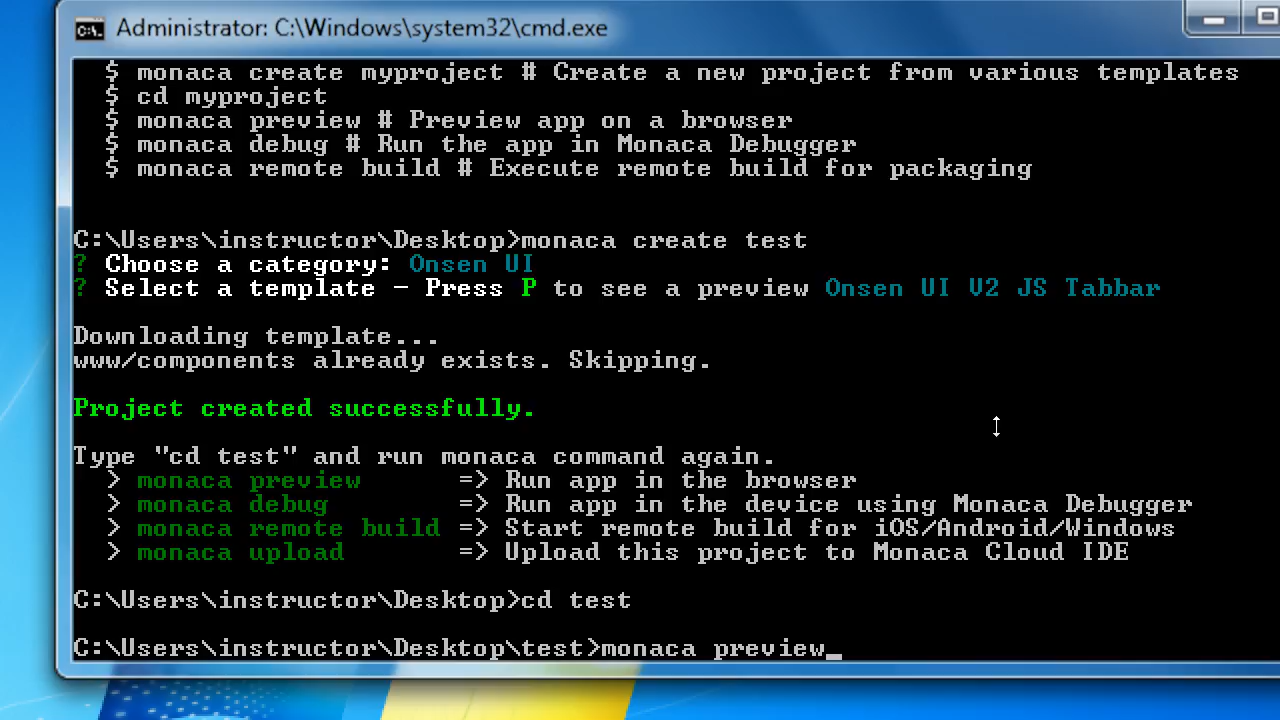 Administrator: C:\Windows\system32\cmd.exe
$ monaca create myproject # Create a new project from various templates
$ cd myproject
$ monaca preview # Preview app on a browser
$ monaca debug # Run the app in Monaca Debugger
$ monaca remote build # Execute remote build for packaging
C:\Users\instructor\Desktop>monaca create test
? Choose a category: Onsen UI
? Select a template - Press P to see a preview Onsen UI V2 JS Tabbar
Downloading template...
www/components already exists. Skipping.
Project created successfully.
Type "cd test" and run monaca command again.
> monaca preview => Run app in the browser
> monaca debug => Run app in the device using Monaca Debugger
> monaca remote build => Start remote build for iOS/Android/Windows
> monaca upload => Upload this project to Monaca Cloud IDE
C:\Users\instructor\Desktop>cd test
C:\Users\instructor\Desktop\test>monaca preview_